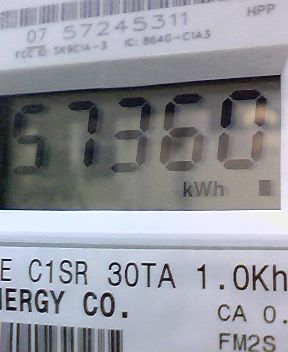 HPP
07 57245311
FCC ID: SK9C1A-3 IC: 864G-C1A3
57360
kWh
E C1SR 30TA 1.0Kh
NERGY CO.
CA 0.
FM2S